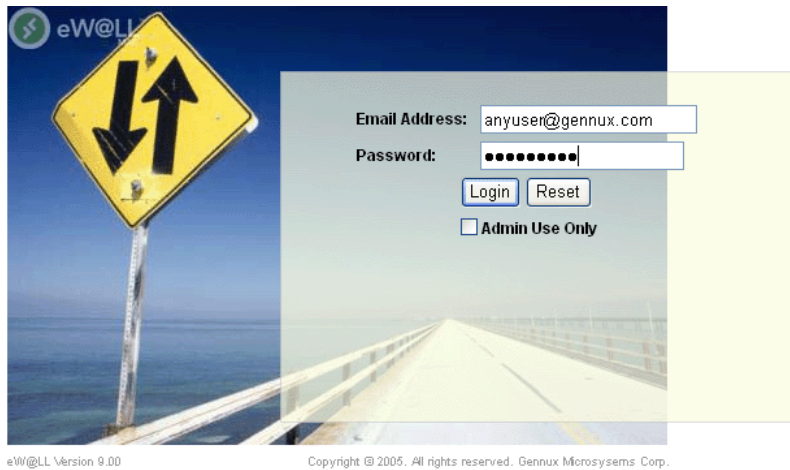 eW@LL
Email Address: anyuser@gennux.com
Password: ●●●●●●●●●
Login Reset
Admin Use Only
eW@LL Version 9.00
Copyright @ 2005. All rights reserved. Gennux Microsysems Corp.